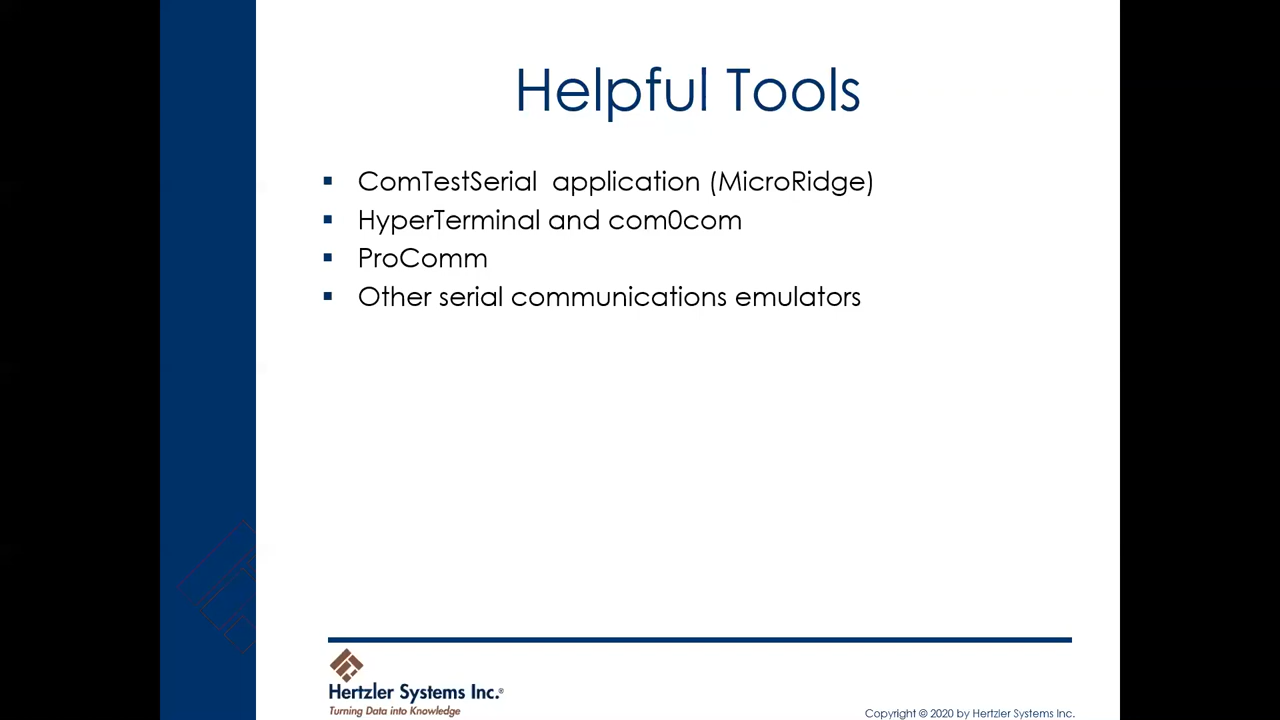 Helpful Tools
ComTestSerial application (MicroRidge)
HyperTerminal and com0com
ProComm
Other serial communications emulators
Hertzler Systems Inc.®
Turning Data into Knowledge
Copyright © 2020 by Hertzler Systems Inc.